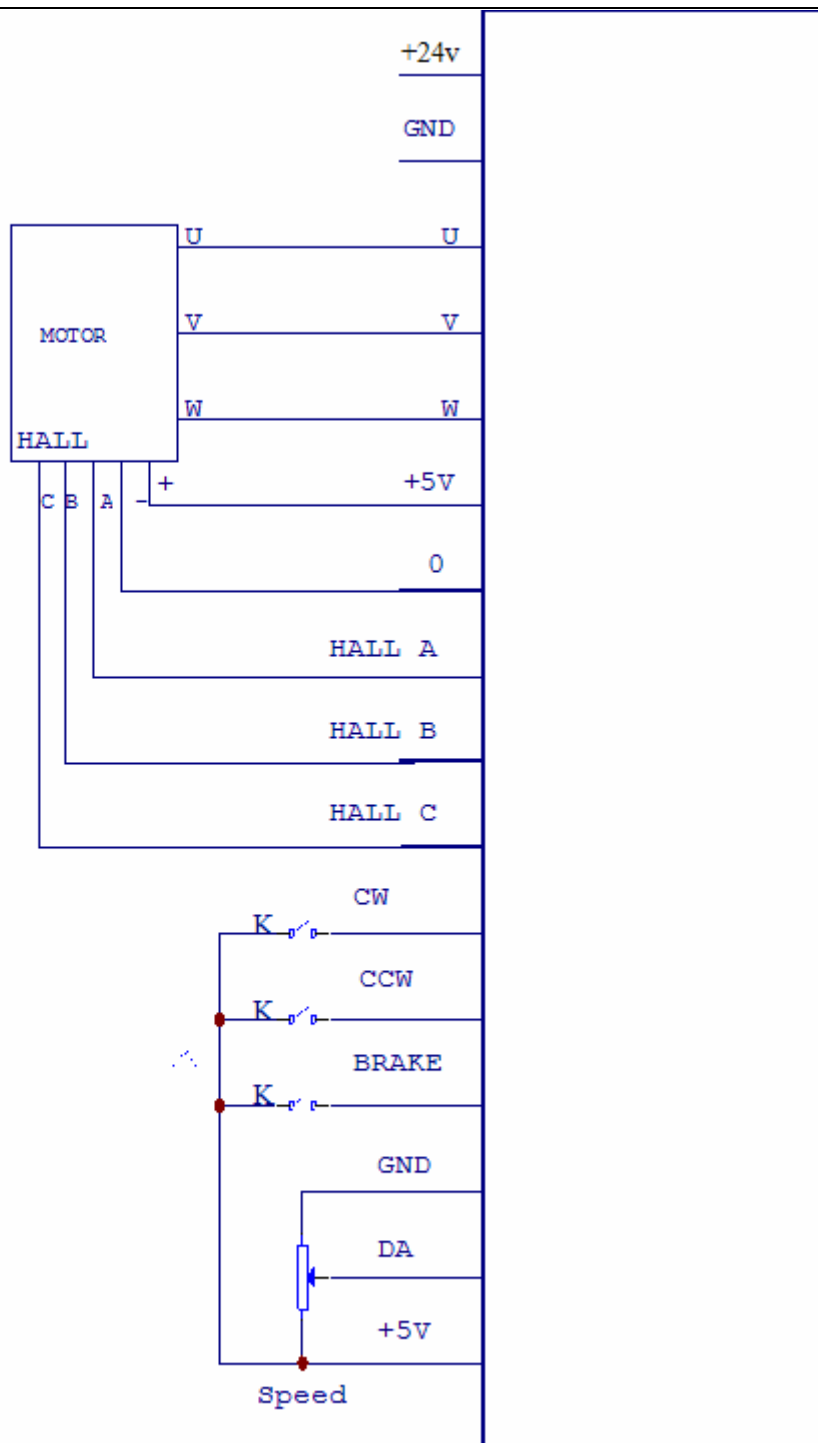 +24v
GND
U U
MOTOR
V V
W W
HALL
C B A - + +5V
0
HALL A
HALL B
HALL C
CW
K
CCW
K
BRAKE
K
GND
DA
+5V
Speed